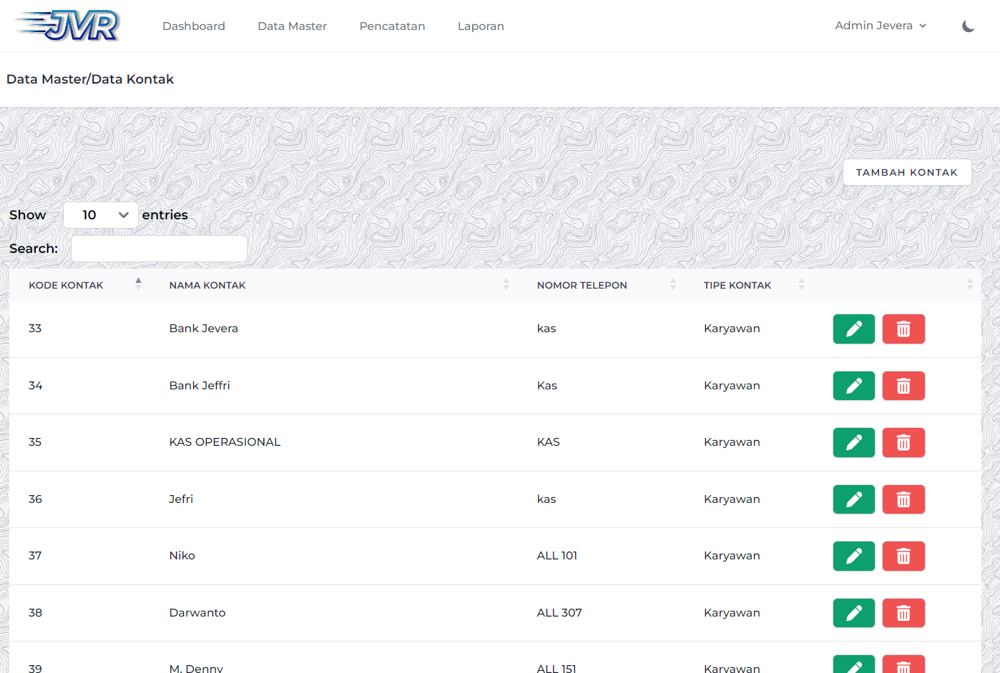 JVR Dashboard Data Master Pencatatan Laporan Admin Jevera
Data Master/Data Kontak
TAMBAH KONTAK
Show 10 entries
Search:
KODE KONTAK NAMA KONTAK NOMOR TELEPON TIPE KONTAK
33 Bank Jevera kas Karyawan
34 Bank Jeffri Kas Karyawan
35 KAS OPERASIONAL KAS Karyawan
36 Jefri kas Karyawan
37 Niko ALL 101 Karyawan
38 Darwanto ALL 307 Karyawan
39 M. Denny ALL 151 Karyawan